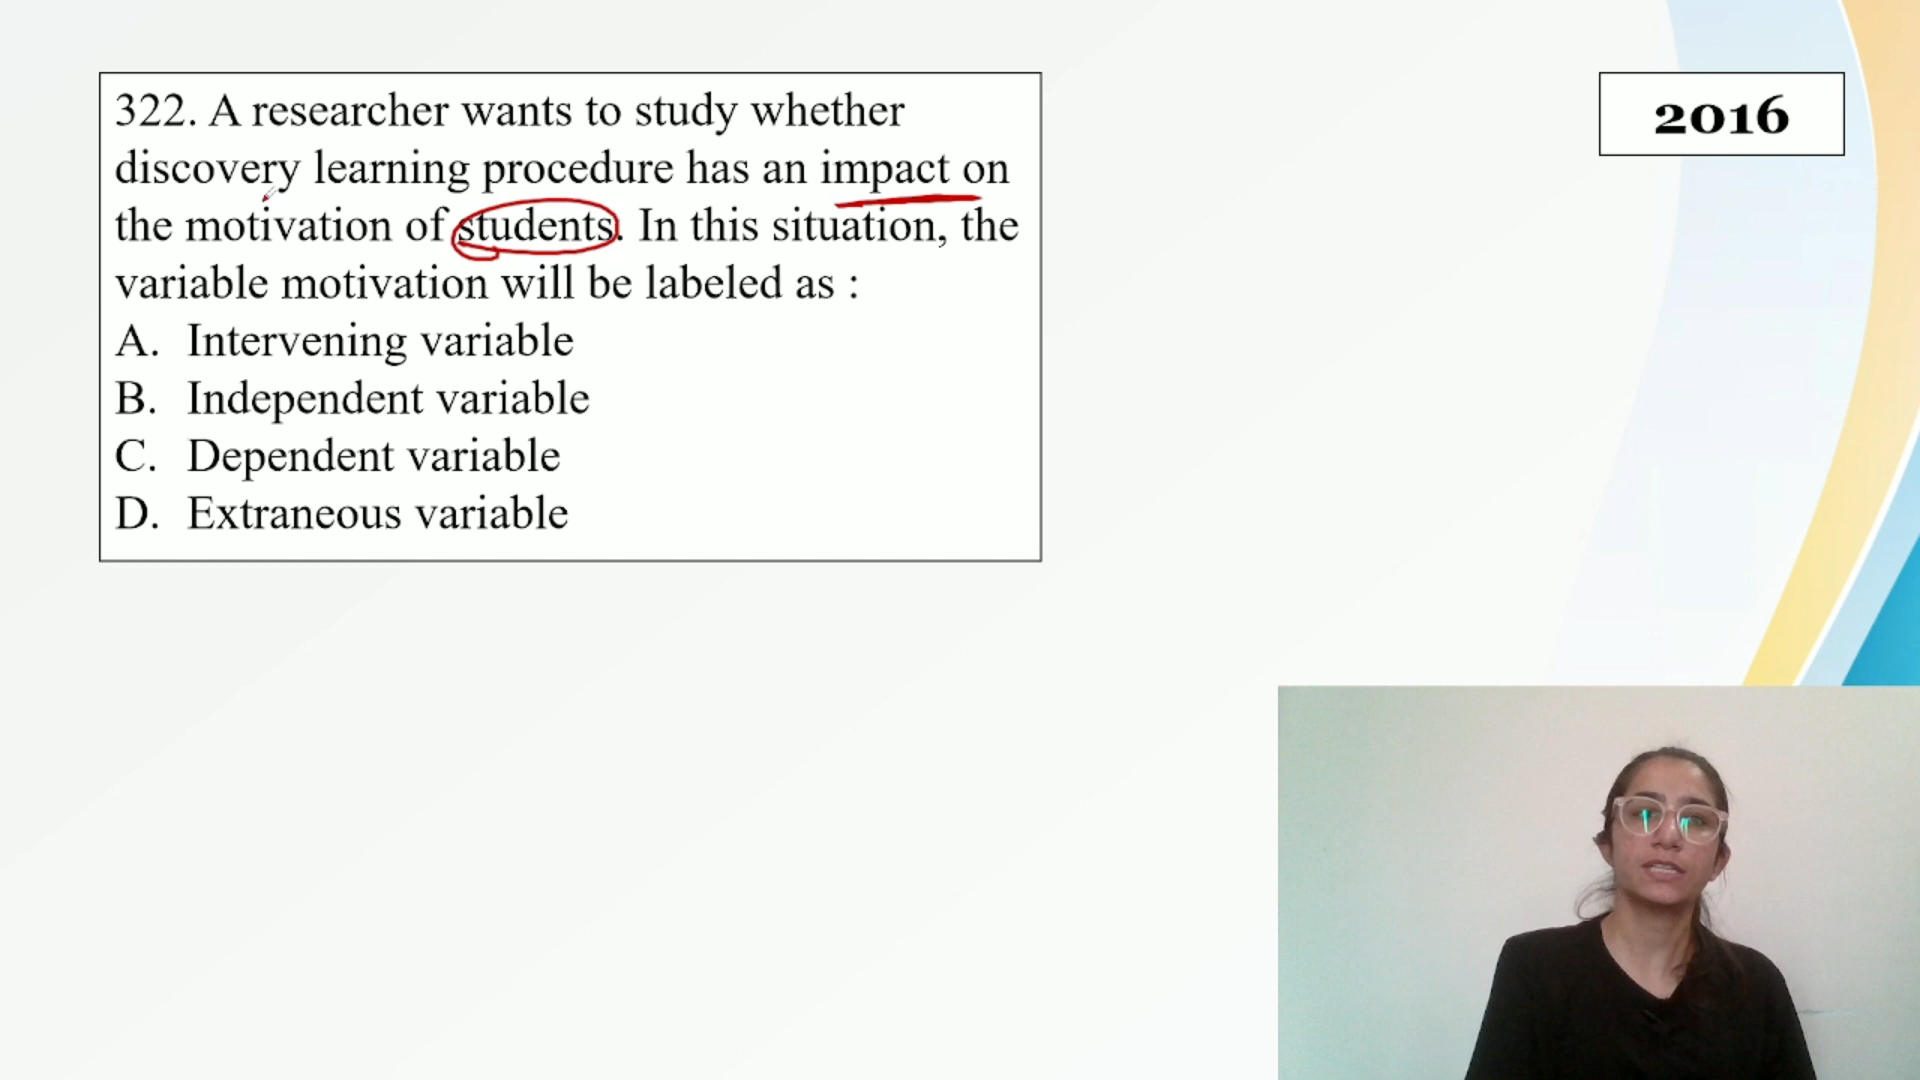 322. A researcher wants to study whether
discovery learning procedure has an impact on
the motivation of students. In this situation, the
variable motivation will be labeled as :
A. Intervening variable
B. Independent variable
C. Dependent variable
D. Extraneous variable
2016